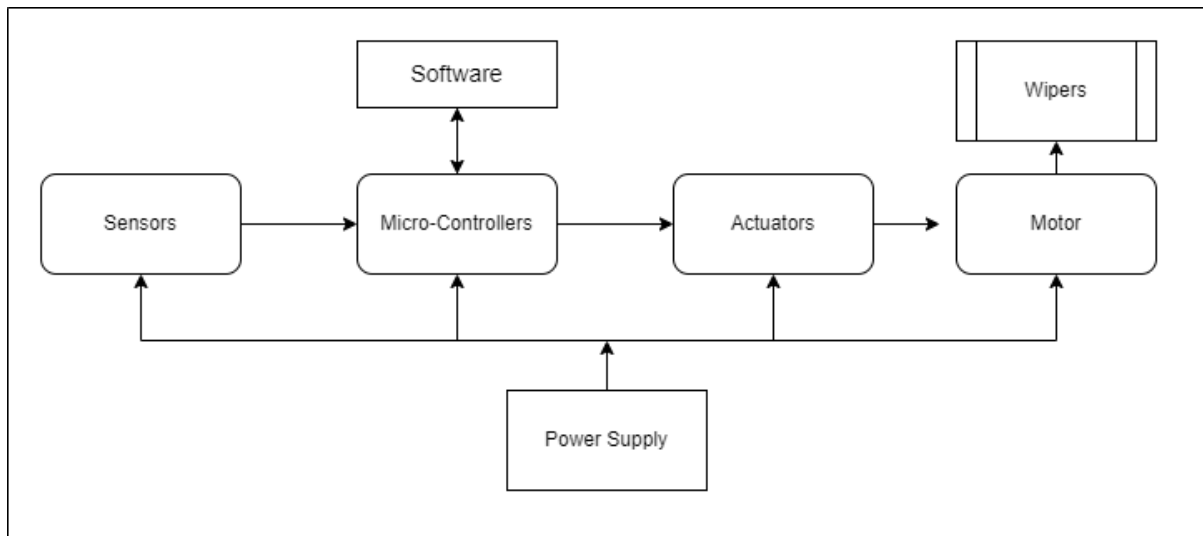 Software
Wipers
Sensors
Micro-Controllers
Actuators
Motor
Power Supply